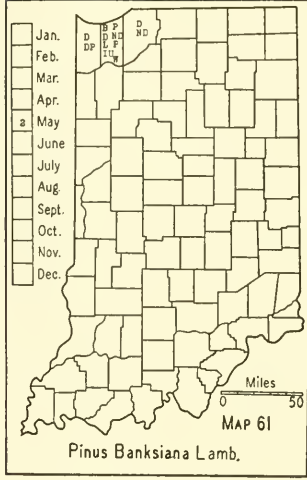 Jan.
Feb.
Mar.
Apr.
a May
June
July
Aug.
Sept.
Oct.
Nov.
Dec.
D
DP
B P
D ND
L P
I F
U W
D
ND
Miles
0 50
MAP 61
Pinus Banksiana Lamb.